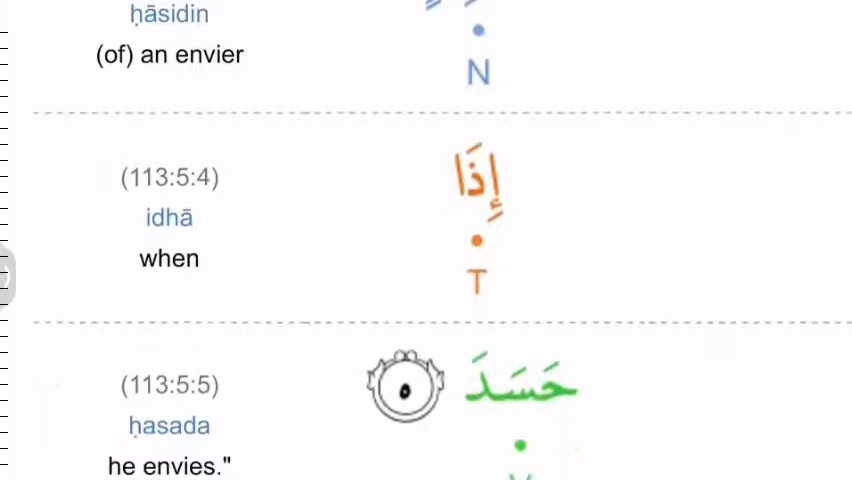 ḥāsidin
(of) an envier
N
(113:5:4)
idhā
when
إِذَا
T
(113:5:5)
ḥasada
he envies."
حَسَدَ ٥